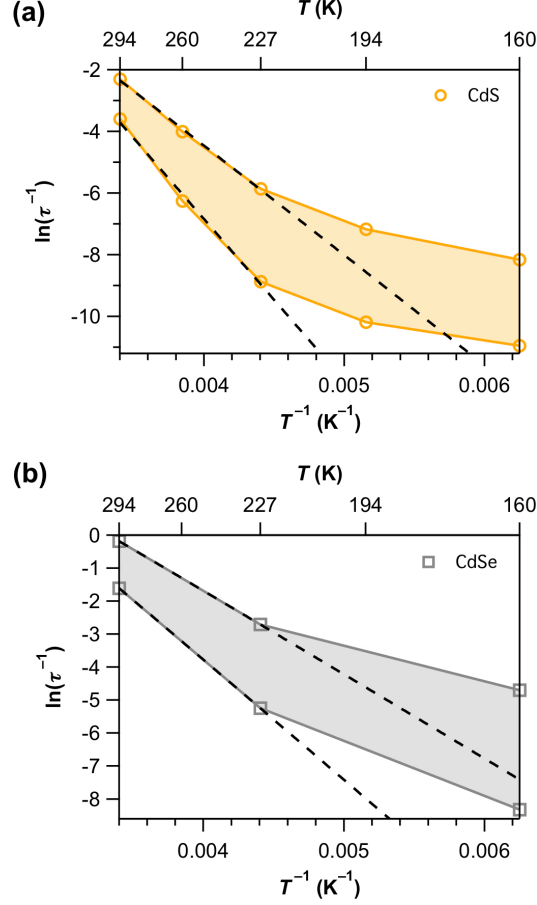 (a)
T (K)
294 260 227 194 160
-2
CdS
-4
-6
-8
-10
ln(τ⁻¹)
0.004 0.005 0.006
T⁻¹ (K⁻¹)
(b)
T (K)
294 260 227 194 160
0
CdSe
-1
-2
-3
-4
-5
-6
-7
-8
ln(τ⁻¹)
0.004 0.005 0.006
T⁻¹ (K⁻¹)